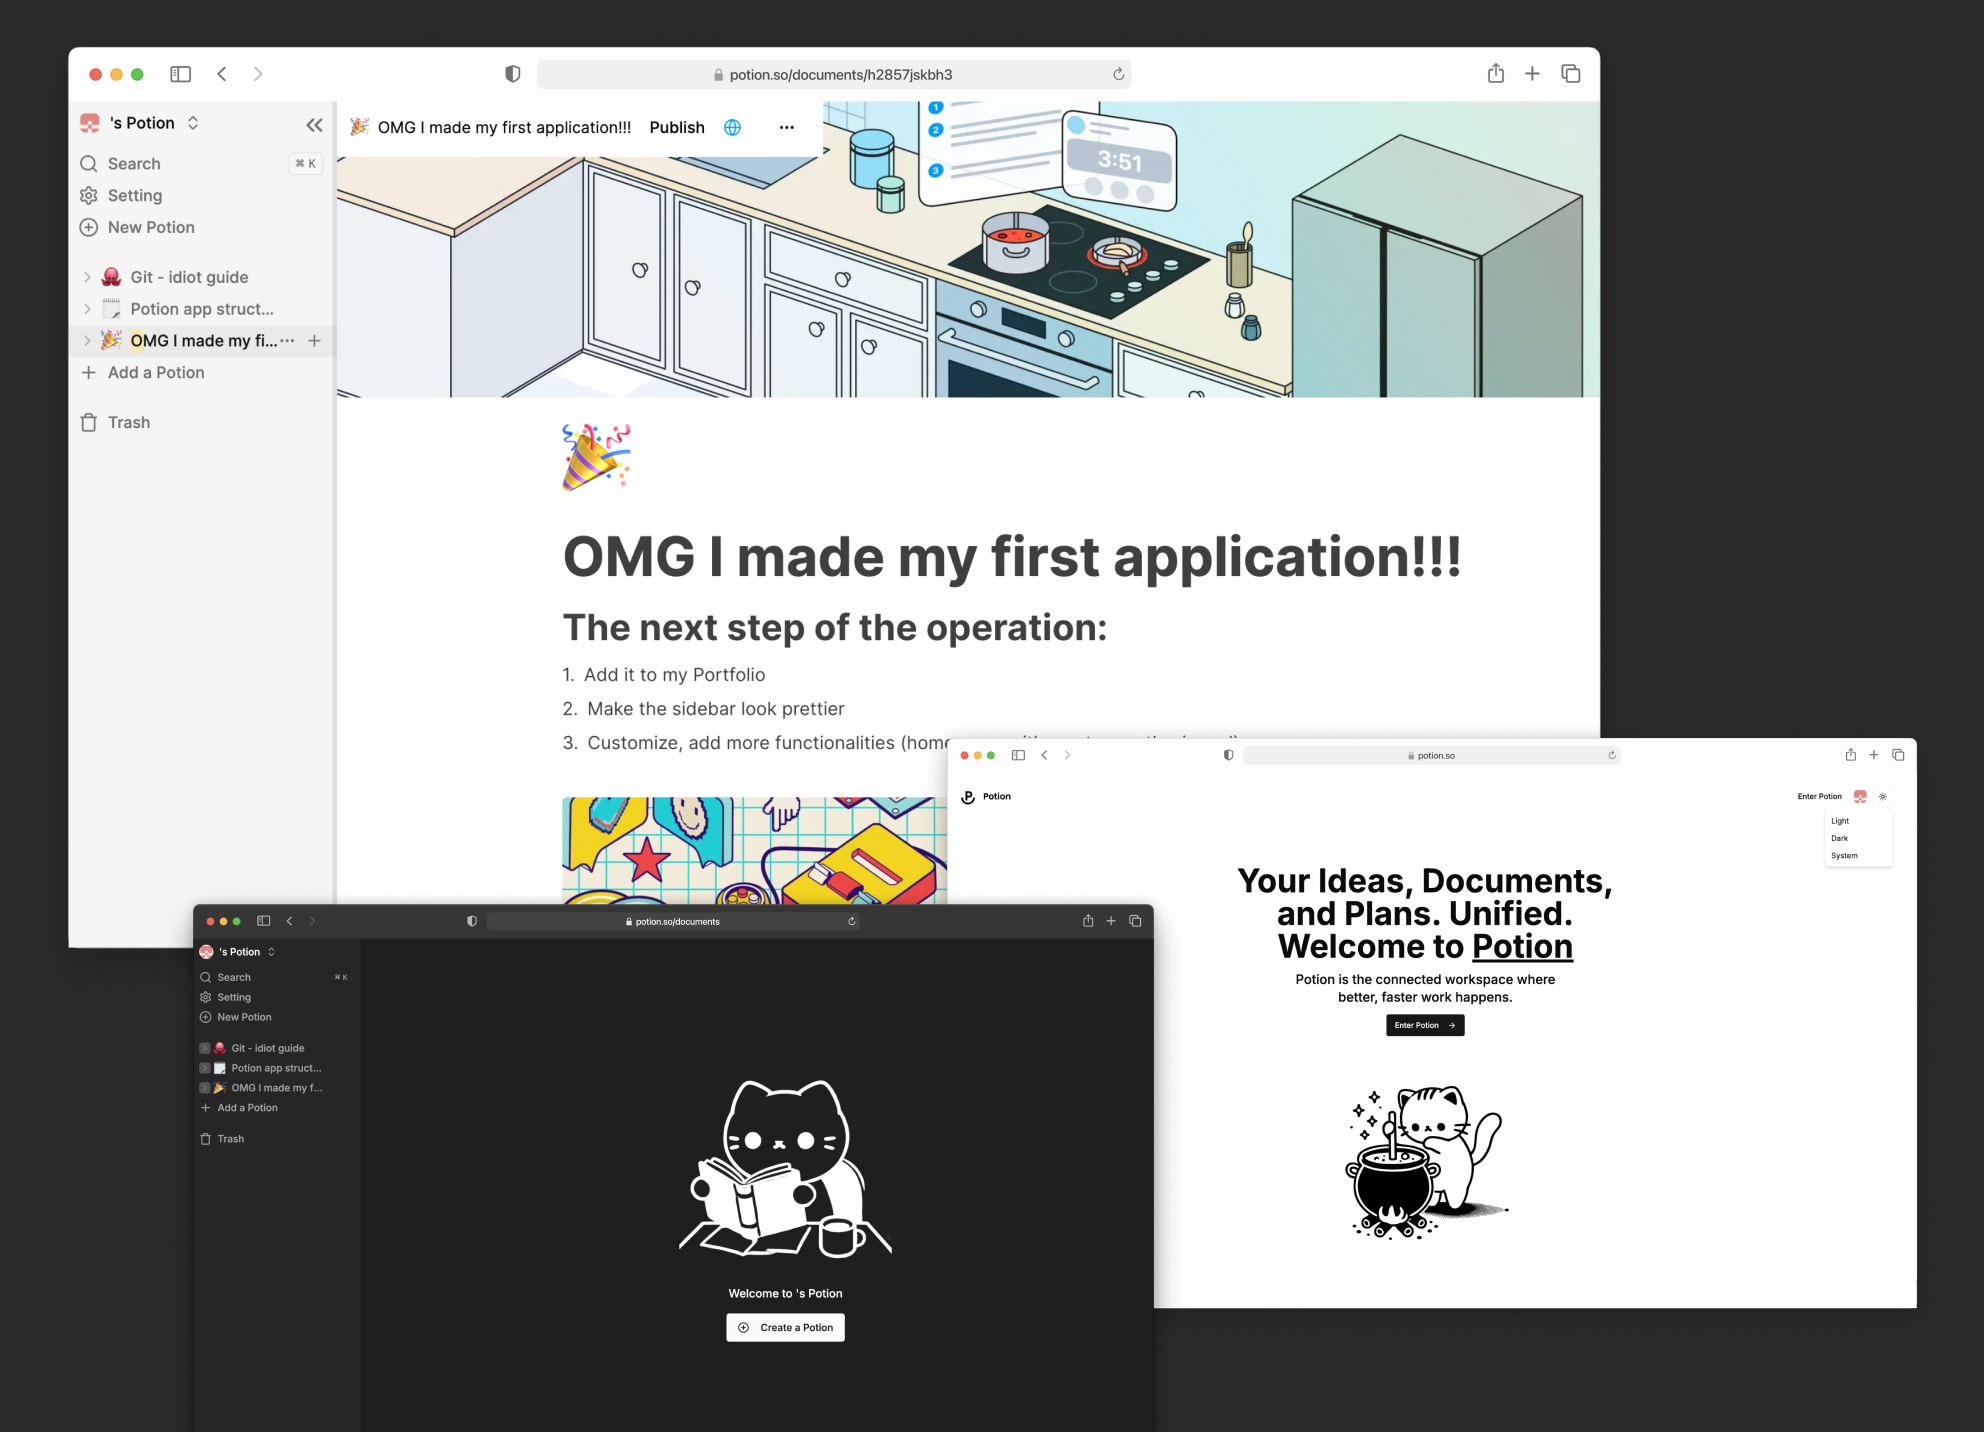 potion.so/documents/h2857jskbh3
's Potion
Search
⌘ K
Setting
New Potion
Git - idiot guide
Potion app struct...
OMG I made my fi...
Add a Potion
Trash
OMG I made my first application!!!
Publish
1
2
3
3:51
OMG I made my first application!!!
The next step of the operation:
1. Add it to my Portfolio
2. Make the sidebar look prettier
3. Customize, add more functionalities
potion.so
Potion
Enter Potion
Light
Dark
System
Your Ideas, Documents,
and Plans. Unified.
Welcome to Potion
Potion is the connected workspace where
better, faster work happens.
Enter Potion
potion.so/documents
's Potion
Search
⌘ K
Setting
New Potion
Git - idiot guide
Potion app struct...
OMG I made my f...
Add a Potion
Trash
Welcome to 's Potion
Create a Potion